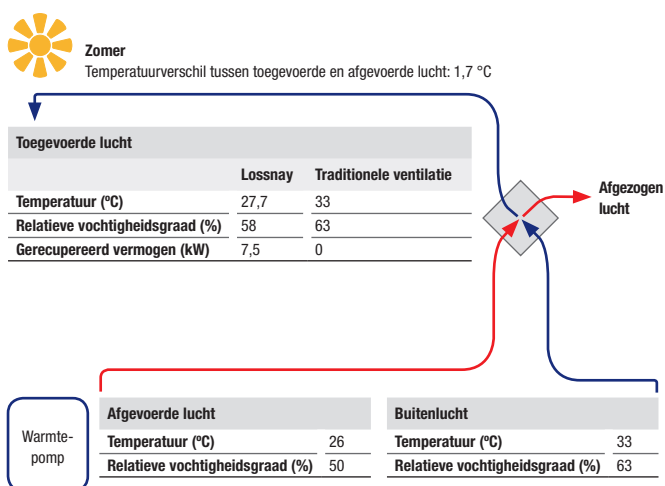 Zomer
Temperatuurverschil tussen toegevoerde en afgevoerde lucht: 1,7 °C
Toegevoerde lucht
Lossnay Traditionele ventilatie
Temperatuur (ºC) 27,7 33
Relatieve vochtigheidsgraad (%) 58 63
Gerecupereerd vermogen (kW) 7,5 0
Afgezogen
lucht
Warmte-
pomp
Afgevoerde lucht
Temperatuur (ºC) 26
Relatieve vochtigheidsgraad (%) 50
Buitenlucht
Temperatuur (ºC) 33
Relatieve vochtigheidsgraad (%) 63